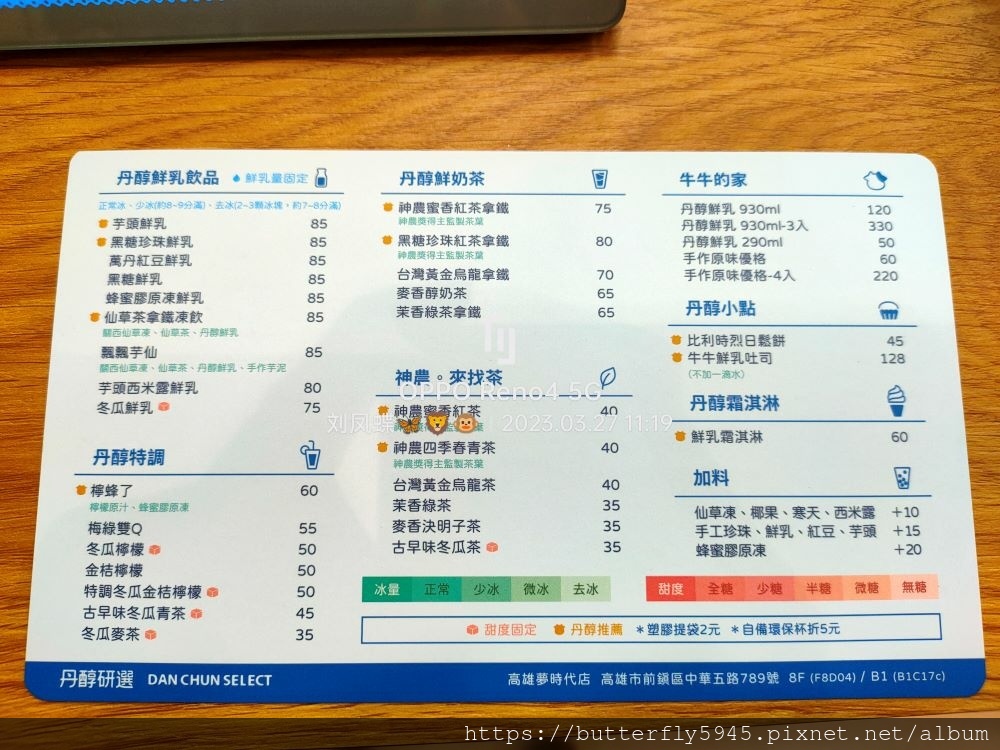 丹醇鮮乳飲品 鮮乳量固定
正常冰、少冰(約8~9分滿)、去冰(2~3顆冰塊，約7~8分滿)
芋頭鮮乳 85
黑糖珍珠鮮乳 85
萬丹紅豆鮮乳 85
黑糖鮮乳 85
蜂蜜膠原凍鮮乳 85
仙草茶拿鐵凍飲 85
關西仙草凍、仙草茶、丹醇鮮乳
飄飄芋仙 85
關西仙草凍、仙草茶、丹醇鮮乳、手作芋泥
芋頭西米露鮮乳 80
冬瓜鮮乳 75
丹醇特調
檸蜂了 60
檸檬原汁、蜂蜜膠原凍
梅綠雙Q 55
冬瓜檸檬 50
金桔檸檬 50
特調冬瓜金桔檸檬 50
古早味冬瓜青茶 45
冬瓜麥茶 35
丹醇鮮奶茶
神農蜜香紅茶拿鐵 75
神農獎得主監製茶葉
黑糖珍珠紅茶拿鐵 80
神農獎得主監製茶葉
台灣黃金烏龍拿鐵 70
麥香醇奶茶 65
茉香綠茶拿鐵 65
神農。來找茶
OPPO Reno4 5G
神農蜜香紅茶 40
刘凤蝶 2023.03.27 11:19
神農四季春青茶 40
神農獎得主監製茶葉
台灣黃金烏龍茶 40
茉香綠茶 35
麥香決明子茶 35
古早味冬瓜茶 35
牛牛的家
丹醇鮮乳 930ml 120
丹醇鮮乳 930ml-3入 330
丹醇鮮乳 290ml 50
手作原味優格 60
手作原味優格-4入 220
丹醇小點
比利時烈日鬆餅 45
牛牛鮮乳吐司 128
(不加一滴水)
丹醇霜淇淋
鮮乳霜淇淋 60
加料
仙草凍、椰果、寒天、西米露 +10
手工珍珠、鮮乳、紅豆、芋頭 +15
蜂蜜膠原凍 +20
冰量 正常 少冰 微冰 去冰
甜度 全糖 少糖 半糖 微糖 無糖
甜度固定 丹醇推薦 *塑膠提袋2元 *自備環保杯折5元
丹醇研選 DAN CHUN SELECT
高雄夢時代店 高雄市前鎮區中華五路789號 8F (F8D04) / B1 (B1C17c)
https://butterfly5945.pixnet.net/album